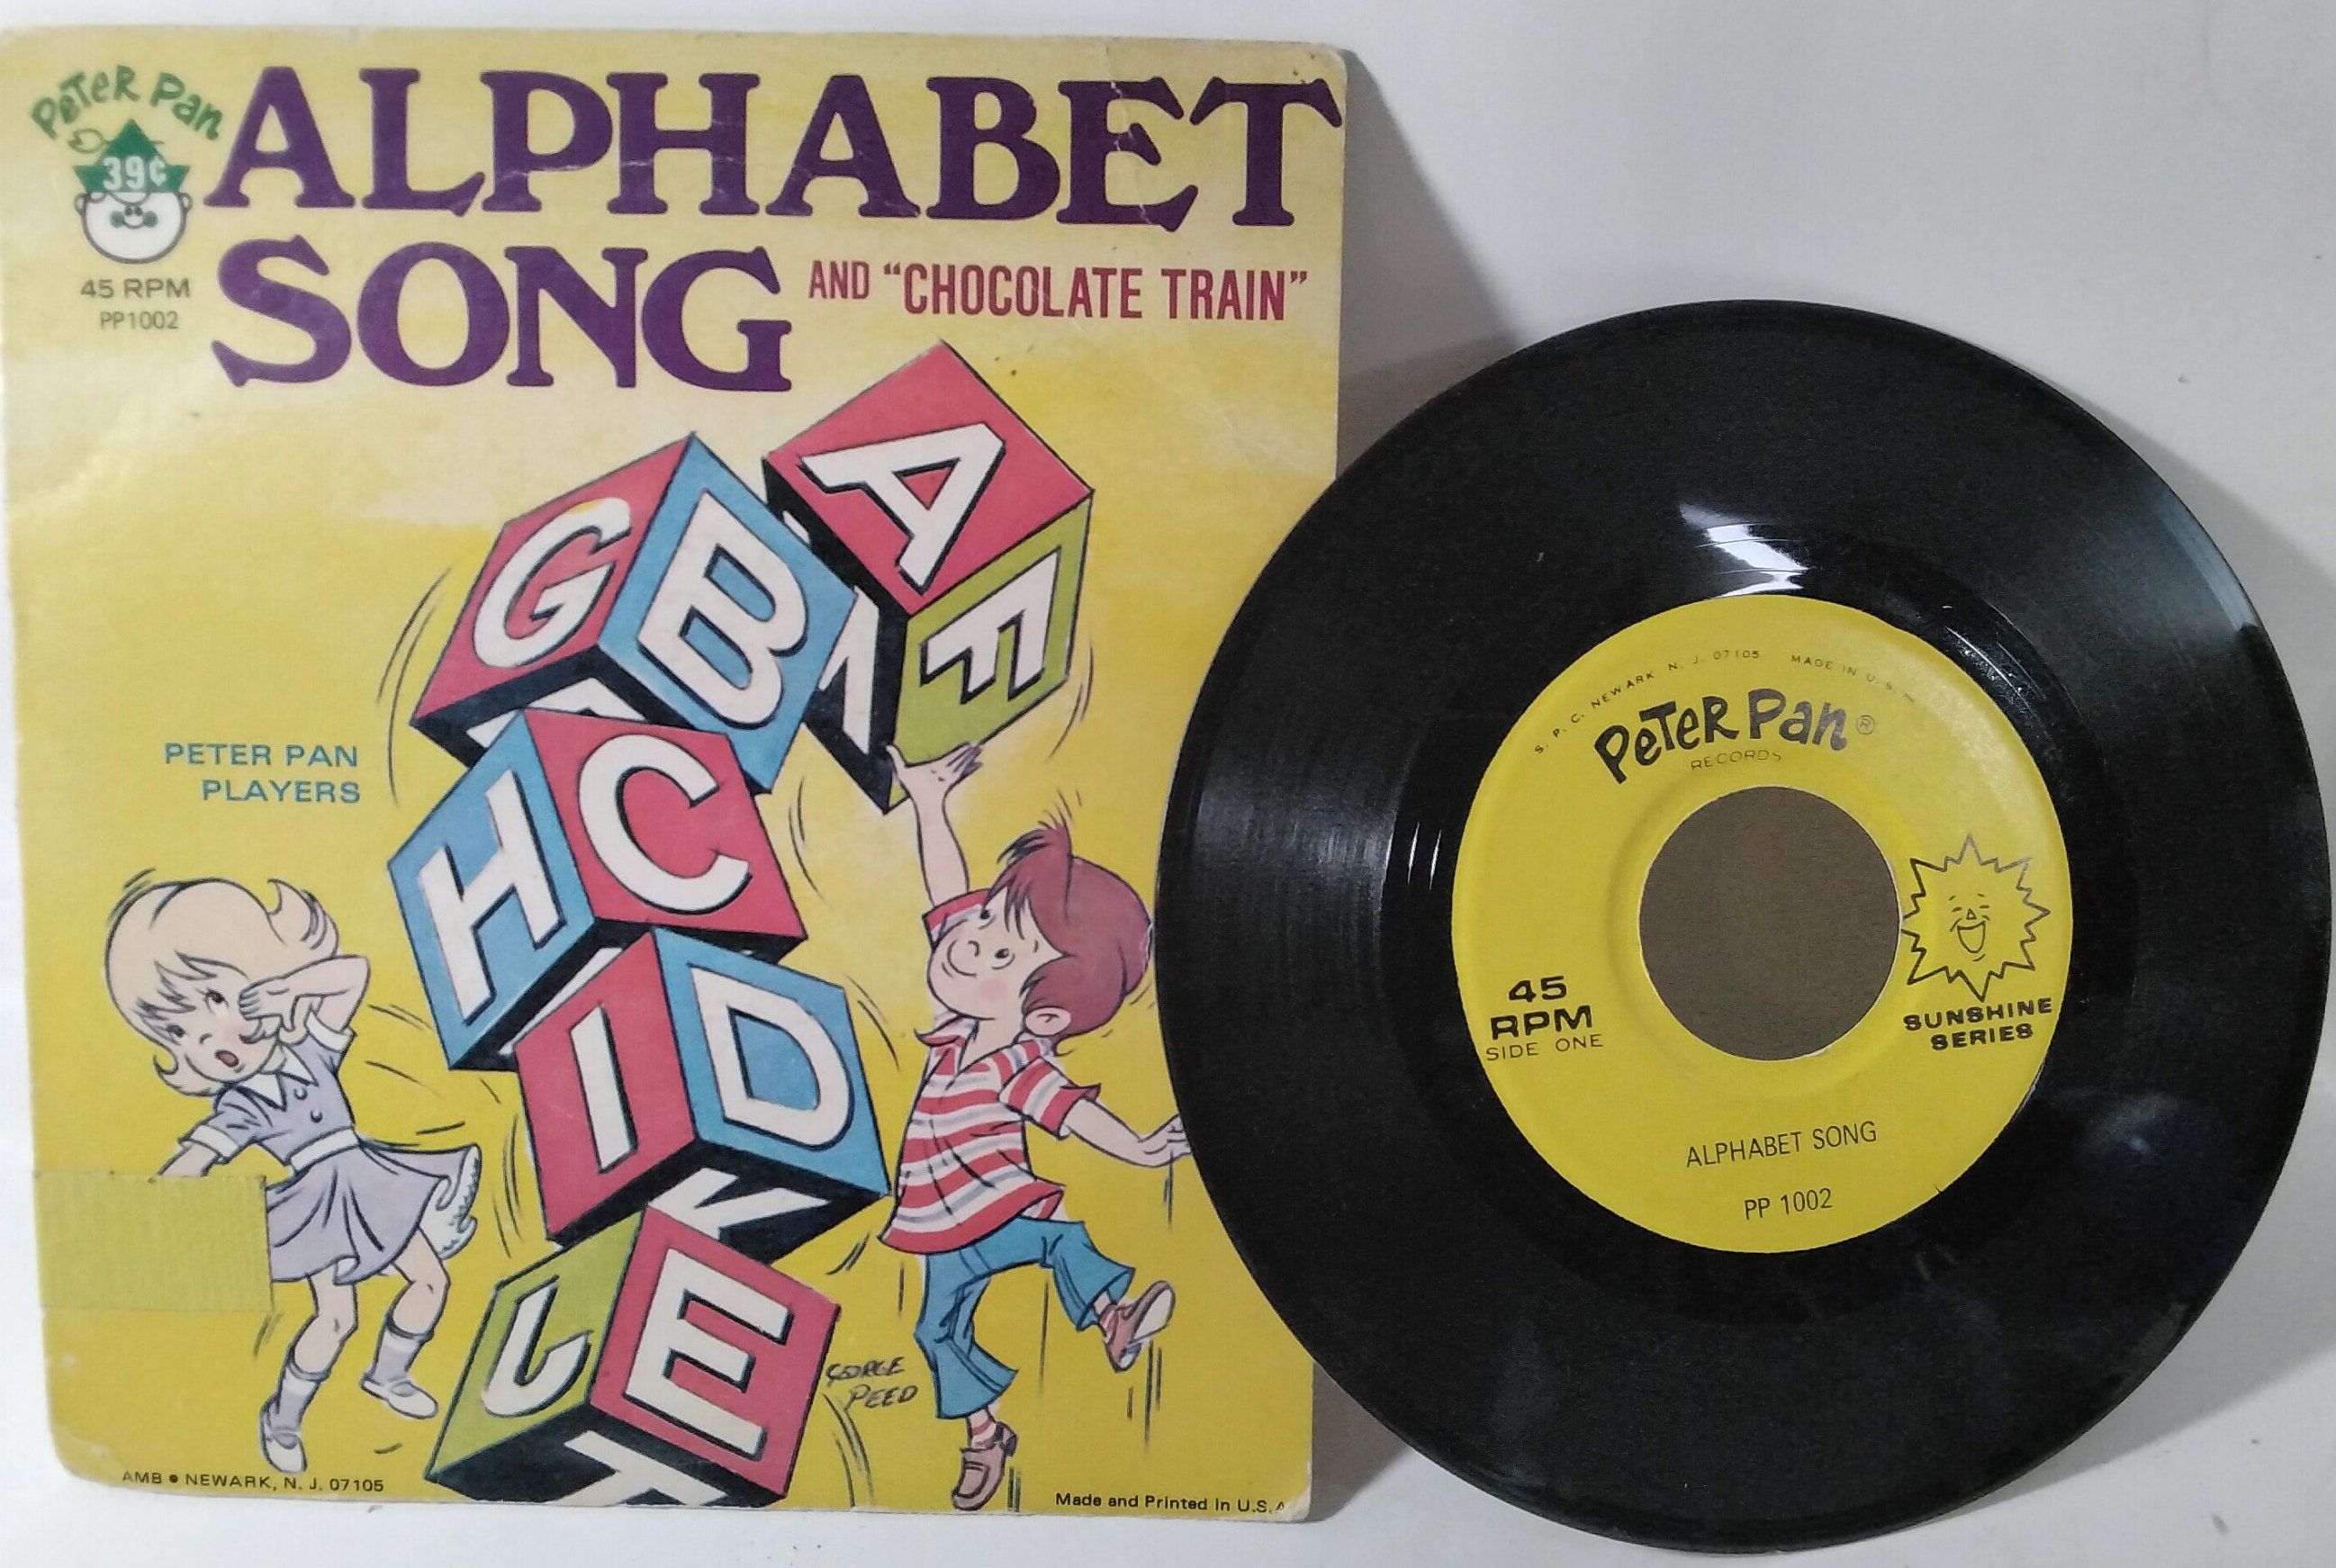 Peter Pan
39¢
45 RPM
PP1002
ALPHABET
SONG
AND "CHOCOLATE TRAIN"
A
G B
F
H C
I D
K
J E
PETER PAN
PLAYERS
GEORGE
PEED
AMB • NEWARK, N. J. 07105
Made and Printed in U.S.A
S. P. C. NEWARK N. J. 07105 MADE IN U.S.A.
Peter Pan®
RECORDS
45
RPM
SIDE ONE
SUNSHINE
SERIES
ALPHABET SONG
PP 1002